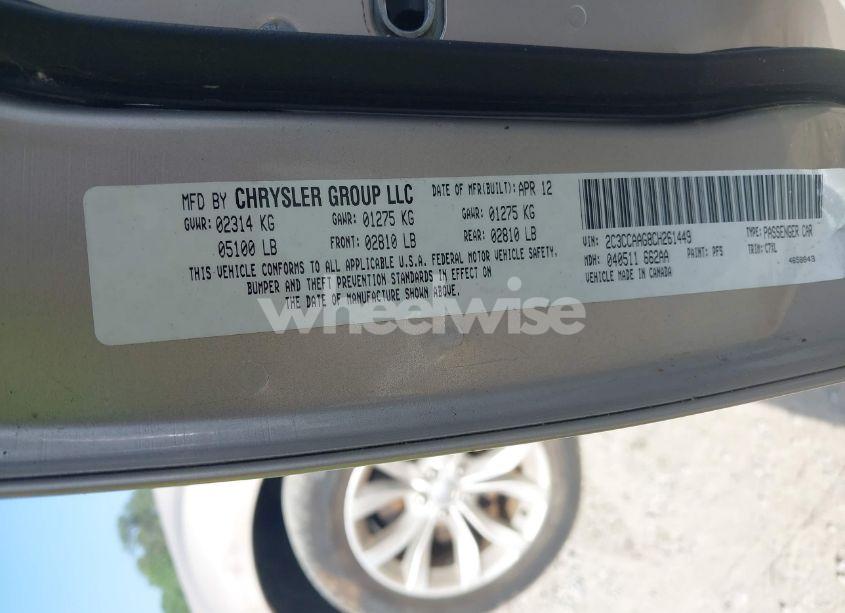 MFD BY CHRYSLER GROUP LLC DATE OF MFR(BUILT): APR 12
GVWR: 02314 KG GAWR: 01275 KG GAWR: 01275 KG
05100 LB FRONT: 02810 LB REAR: 02810 LB
THIS VEHICLE CONFORMS TO ALL APPLICABLE U.S.A. FEDERAL MOTOR VEHICLE SAFETY,
BUMPER AND THEFT PREVENTION STANDARDS IN EFFECT ON
THE DATE OF MANUFACTURE SHOWN ABOVE.
VIN: 2C3CCAAG8CH261449 TYPE: PASSENGER CAR
MDH: 040511 662AA PAINT: PFS TRIM: C7XL
VEHICLE MADE IN CANADA 4658643
wheelwise